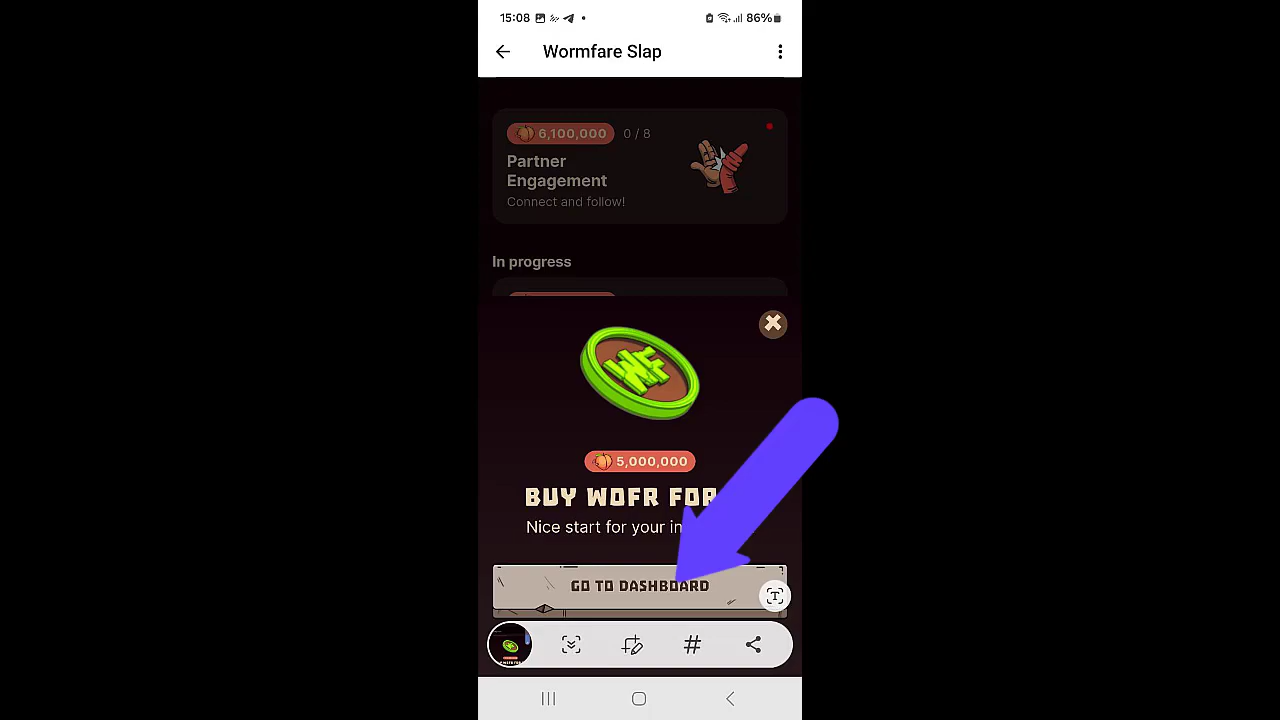 15:08 86%
Wormfare Slap
6,100,000 0 / 8
Partner
Engagement
Connect and follow!
In progress
5,000,000
BUY WOFR FOR
Nice start for your in
GO TO DASHBOARD